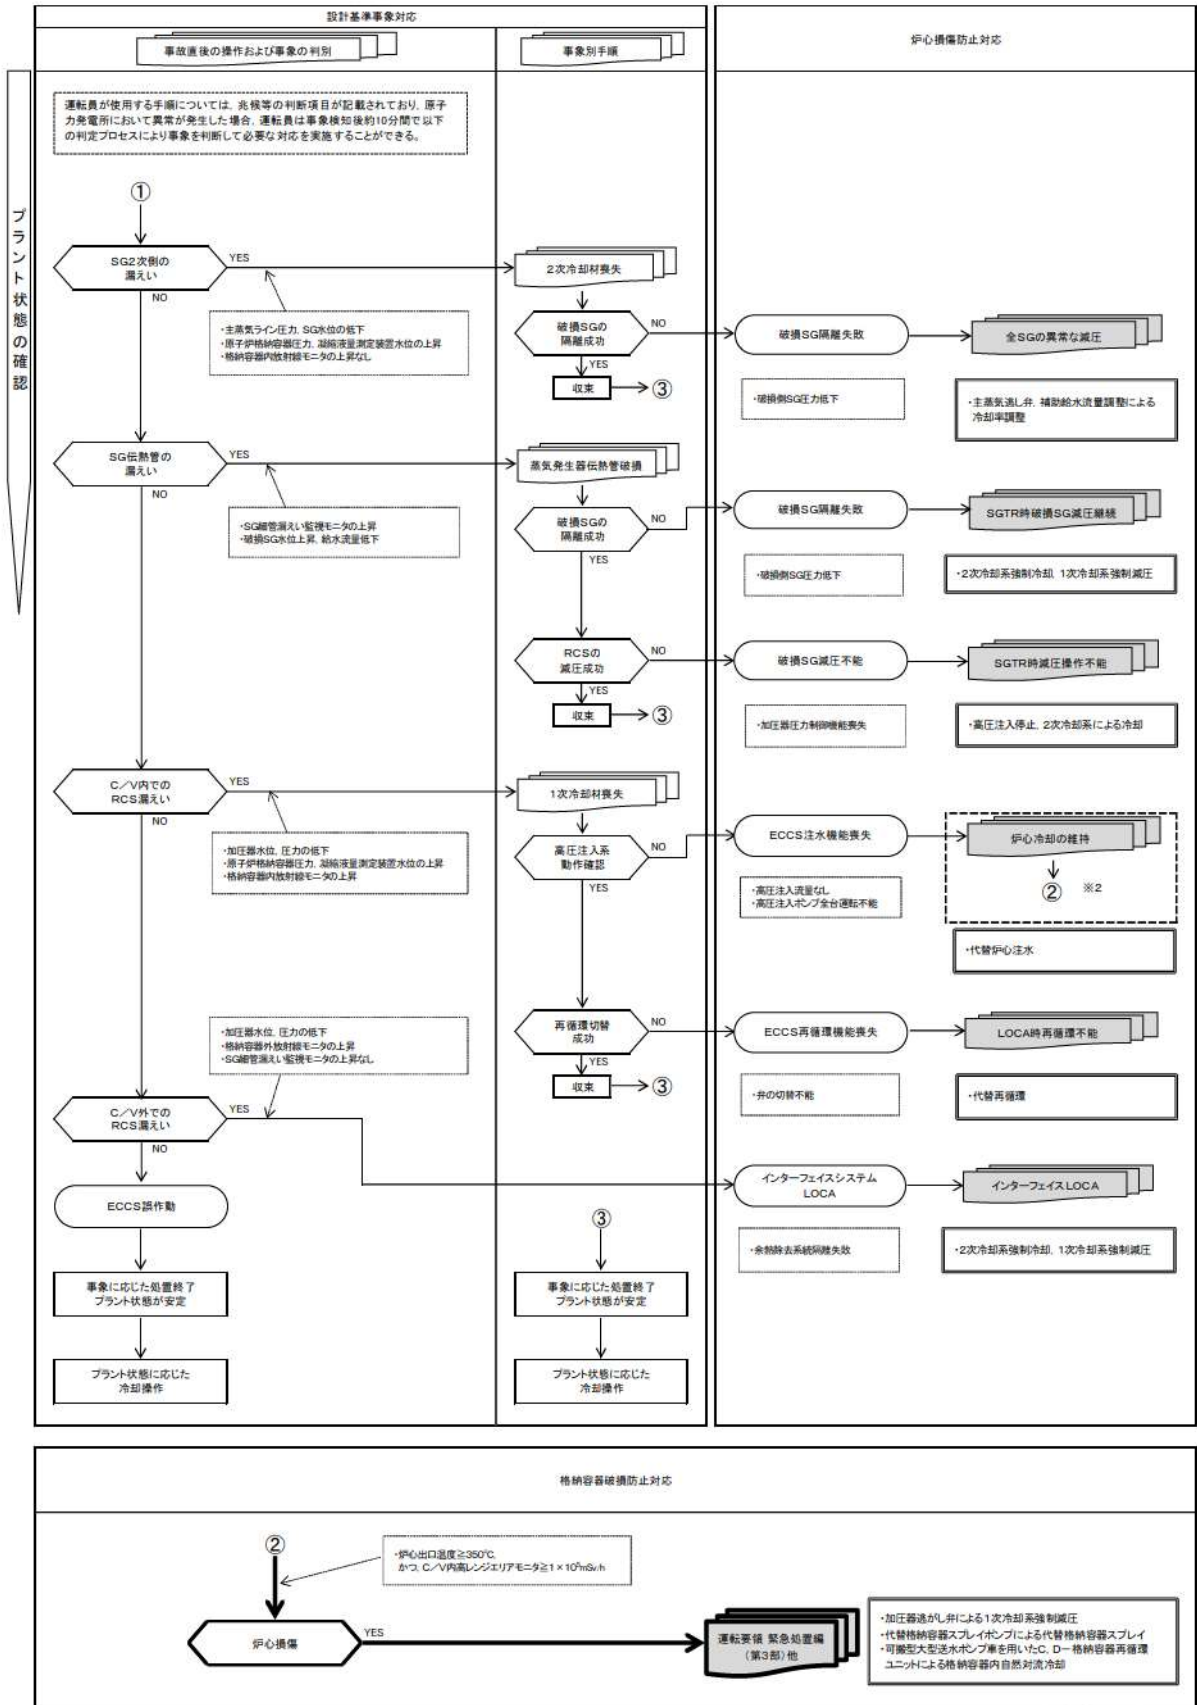 設計基準事象対応
事故直後の操作および事象の判別
事象別手順
炉心損傷防止対応
プラント状態の確認
運転員が使用する手順については、兆候等の判断項目が記載されており、原子
力発電所において異常が発生した場合、運転員は事象検知後約10分間で以下
の判定プロセスにより事象を判断して必要な対応を実施することができる。
①
SG2次側の
漏えい
YES
NO
・主蒸気ライン圧力、SG水位の低下
・原子炉格納容器圧力、凝縮液量測定装置水位の上昇
・格納容器内放射線モニタの上昇なし
2次冷却材喪失
破損SGの
隔離成功
NO
YES
収束
③
破損SG隔離失敗
全SGの異常な減圧
・破損側SG圧力低下
・主蒸気逃し弁、補助給水流量調整による
冷却率調整
SG伝熱管の
漏えい
YES
NO
・SG細管漏えい監視モニタの上昇
・破損SG水位上昇、給水流量低下
蒸気発生器伝熱管破損
破損SGの
隔離成功
NO
YES
破損SG隔離失敗
SGTR時破損SG減圧継続
・破損側SG圧力低下
・2次冷却系強制冷却、1次冷却系強制減圧
RCSの
減圧成功
NO
YES
収束
③
破損SG減圧不能
SGTR時減圧操作不能
・加圧器圧力制御機能喪失
・高圧注入停止、2次冷却系による冷却
C/V内での
RCS漏えい
YES
NO
・加圧器水位、圧力の低下
・原子炉格納容器圧力、凝縮液量測定装置水位の上昇
・格納容器内放射線モニタの上昇
1次冷却材喪失
高圧注入系
動作確認
NO
YES
ECCS注水機能喪失
炉心冷却の維持
② ※2
・高圧注入流量なし
・高圧注入ポンプ全台運転不能
・代替炉心注水
・加圧器水位、圧力の低下
・格納容器外放射線モニタの上昇
・SG細管漏えい監視モニタの上昇なし
再循環切替
成功
NO
YES
収束
③
ECCS再循環機能喪失
LOCA時再循環不能
・弁の切替不能
・代替再循環
C/V外での
RCS漏えい
YES
NO
インターフェイスシステム
LOCA
インターフェイスLOCA
・余熱除去系統隔離失敗
・2次冷却系強制冷却、1次冷却系強制減圧
ECCS誤作動
事象に応じた処置終了
プラント状態が安定
プラント状態に応じた
冷却操作
③
事象に応じた処置終了
プラント状態が安定
プラント状態に応じた
冷却操作
格納容器破損防止対応
②
・炉心出口温度≧350℃、
かつ、C/V内高レンジエリアモニタ≧1×10⁵mSv/h
炉心損傷
YES
運転要領 緊急処置編
(第3部)他
・加圧器逃がし弁による1次冷却系強制減圧
・代替格納容器スプレイポンプによる代替格納容器スプレイ
・可搬型大型送水ポンプ車を用いたC、D-格納容器再循環
ユニットによる格納容器内自然対流冷却